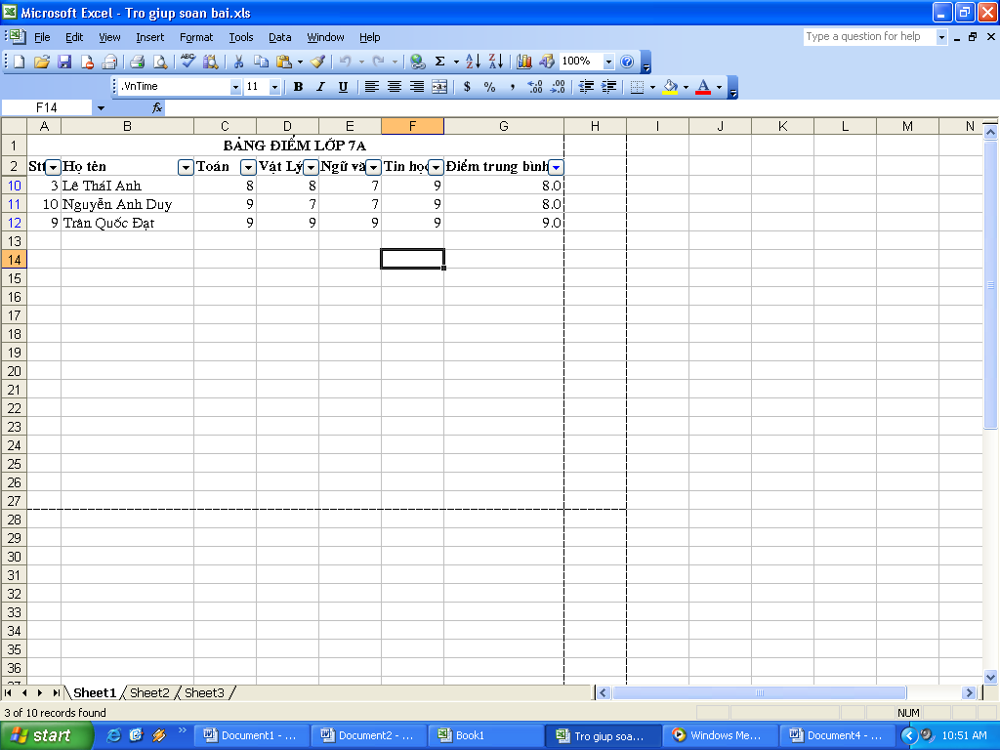 Microsoft Excel - Tro giup soan bai.xls
File Edit View Insert Format Tools Data Window Help
Type a question for help
100%
.VnTime 11 B I U $ % ,
F14 fx
A B C D E F G H I J K L M N
1 BẢNG ĐIỂM LỚP 7A
2 Stt Họ tên Toán Vật Lý Ngữ vă Tin học Điểm trung bình
10 3 Lê TháI Anh 8 8 7 9 8.0
11 10 Nguyễn Anh Duy 9 7 7 9 8.0
12 9 Trần Quốc Đạt 9 9 9 9 9.0
13
14
15
16
17
18
19
20
21
22
23
24
25
26
27
28
29
30
31
32
33
34
35
36
Sheet1 Sheet2 Sheet3
3 of 10 records found NUM
start Document1 - ... Document2 - ... Book1 Tro giup soa... Windows Me... Document4 - ... 10:51 AM